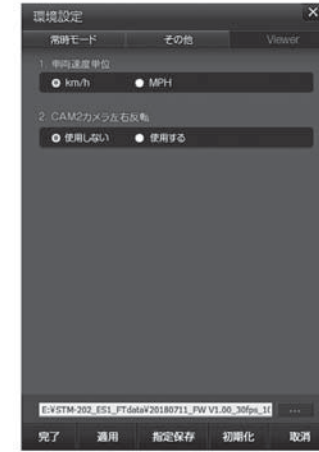 環境設定
常時モード その他 Viewer
1. 車両速度単位
km/h MPH
2. CAM2カメラ左右反転
使用しない 使用する
E:¥STM-202_ES1_FTdata¥20180711_FW V1.00_30fps_1(
...
完了 適用 指定保存 初期化 取消